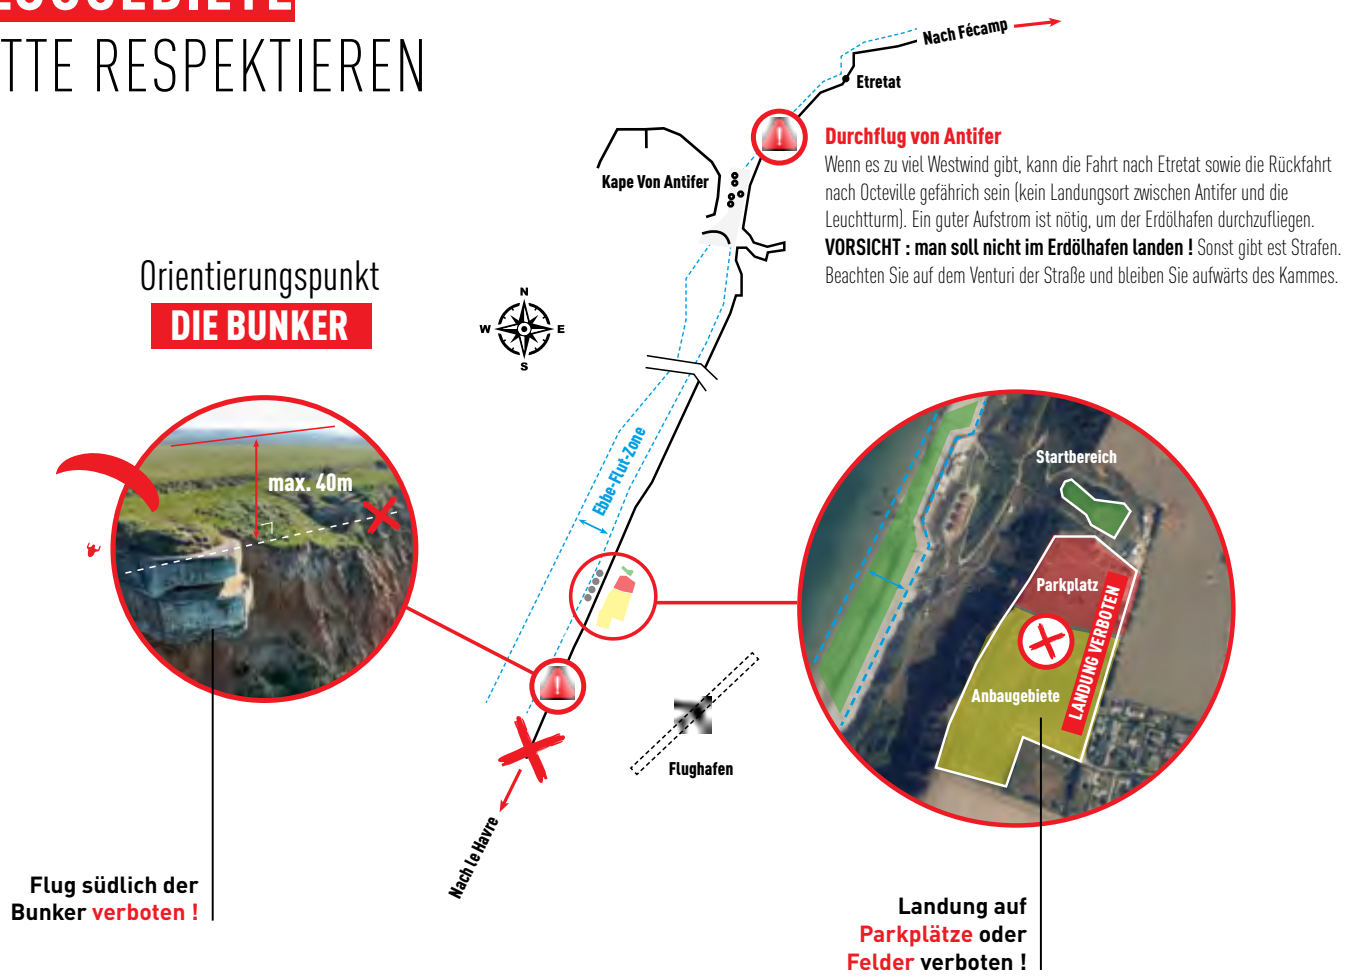 TTE RESPEKTIEREN
Nach Fécamp
Etretat
Durchflug von Antifer
Wenn es zu viel Westwind gibt, kann die Fahrt nach Etretat sowie die Rückfahrt
nach Octeville gefährich sein (kein Landungsort zwischen Antifer und die
Leuchtturm). Ein guter Aufstrom ist nötig, um der Erdölhafen durchzufliegen.
VORSICHT : man soll nicht im Erdölhafen landen ! Sonst gibt est Strafen.
Beachten Sie auf dem Venturi der Straße und bleiben Sie aufwärts des Kammes.
Kape Von Antifer
Orientierungspunkt
DIE BUNKER
N
W
E
S
max. 40m
Ebbe-Flut-Zone
Startbereich
Parkplatz
LANDUNG VERBOTEN
Anbaugebiete
Flughafen
Nach le Havre
Flug südlich der
Bunker verboten !
Landung auf
Parkplätze oder
Felder verboten !